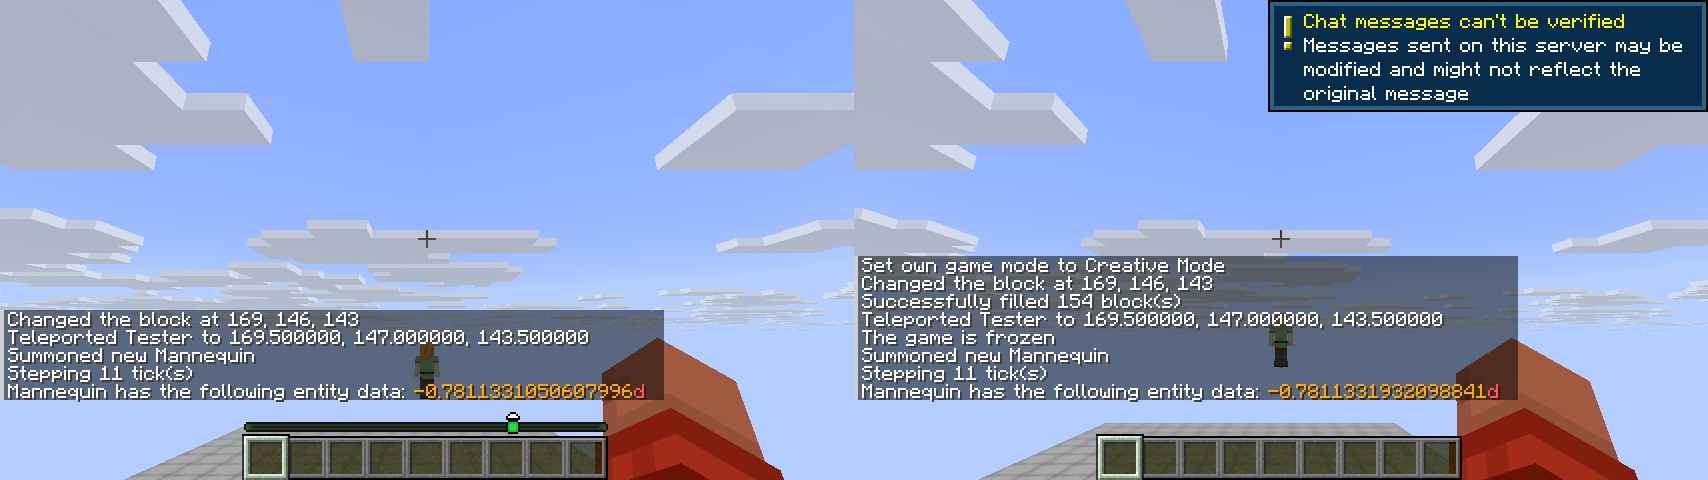 Changed the block at 169, 146, 143
Teleported Tester to 169.500000, 147.000000, 143.500000
Summoned new Mannequin
Stepping 11 tick(s)
Mannequin has the following entity data: -0.7811331050607996d
Chat messages can't be verified
Messages sent on this server may be
modified and might not reflect the
original message
Set own game mode to Creative Mode
Changed the block at 169, 146, 143
Successfully filled 154 block(s)
Teleported Tester to 169.500000, 147.000000, 143.500000
The game is frozen
Summoned new Mannequin
Stepping 11 tick(s)
Mannequin has the following entity data: -0.7811331932098841d